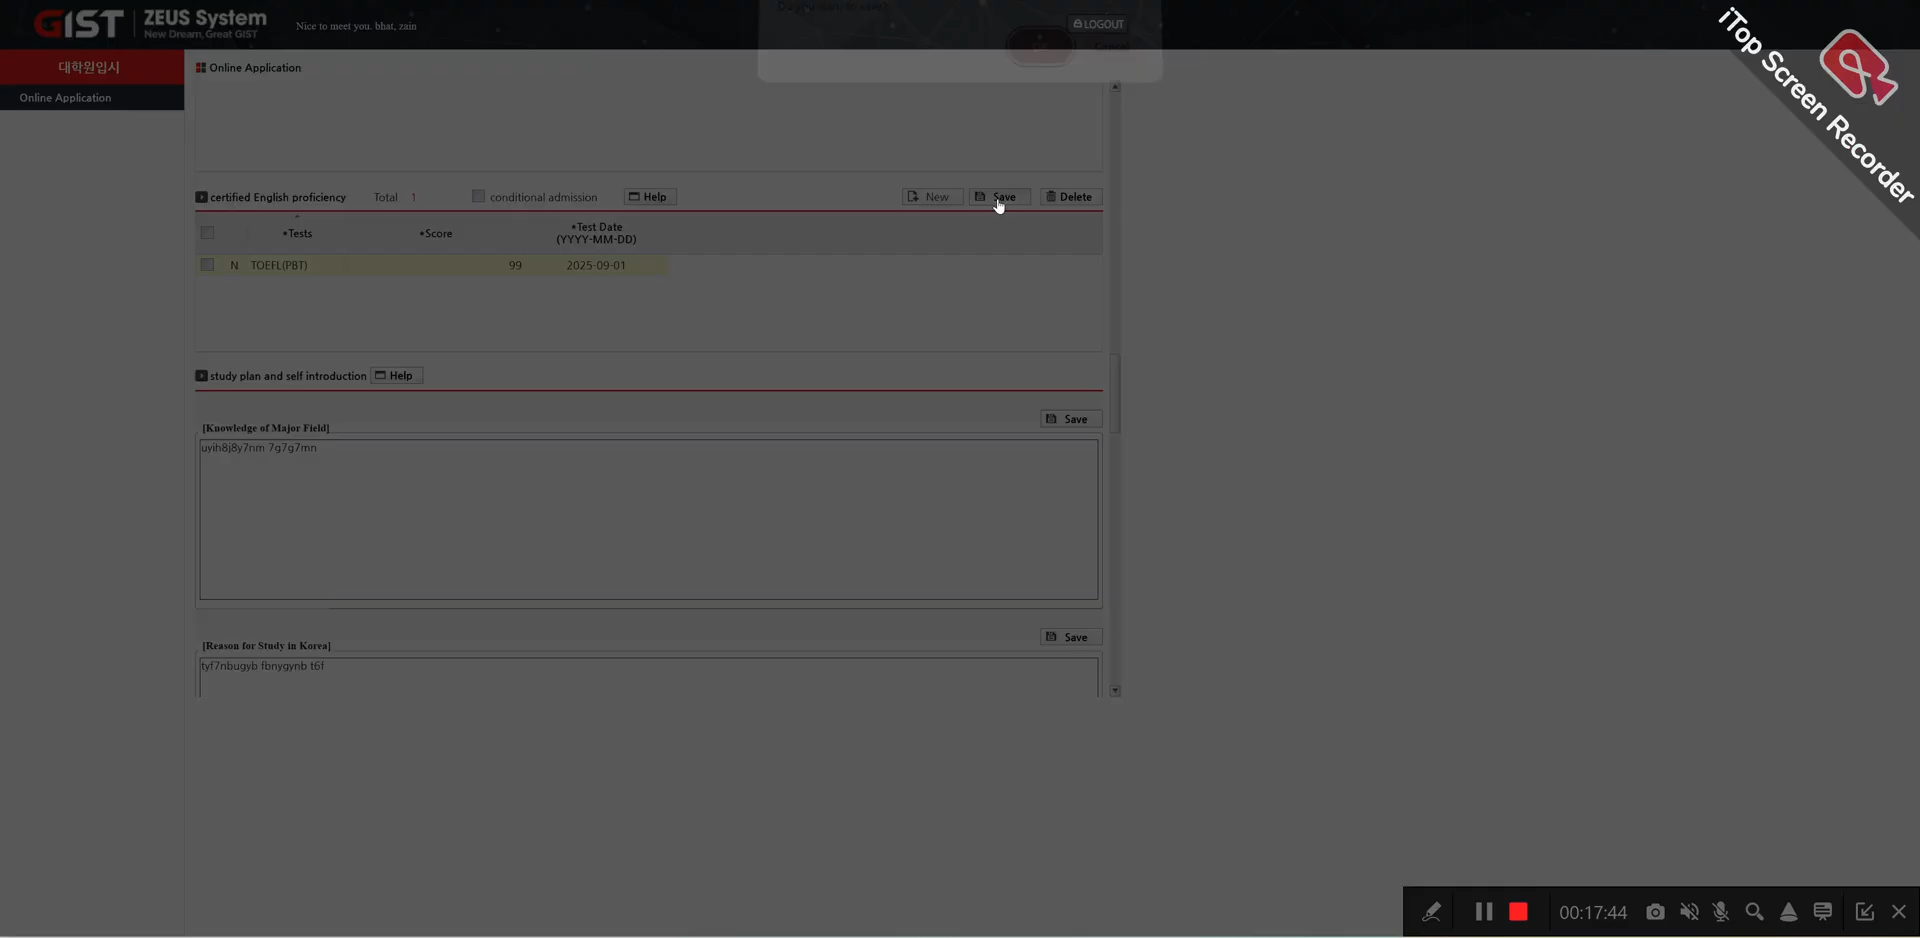 GIST
ZEUS System
New Dream, Great GIST
Nice to meet you. bhat, zain
LOGOUT
iTop Screen Recorder
대학원입시
Online Application
Online Application
certified English proficiency
Total 1
conditional admission
Help
New
Save
Delete
*Tests
*Score
*Test Date
(YYYY-MM-DD)
N TOEFL(PBT) 99 2025-09-01
study plan and self introduction
Help
Save
[Knowledge of Major Field]
uyih8j8y7nm 7g7g7mn
Save
[Reason for Study in Korea]
tyf7nbugyb fbnygynb t6f
00:17:44